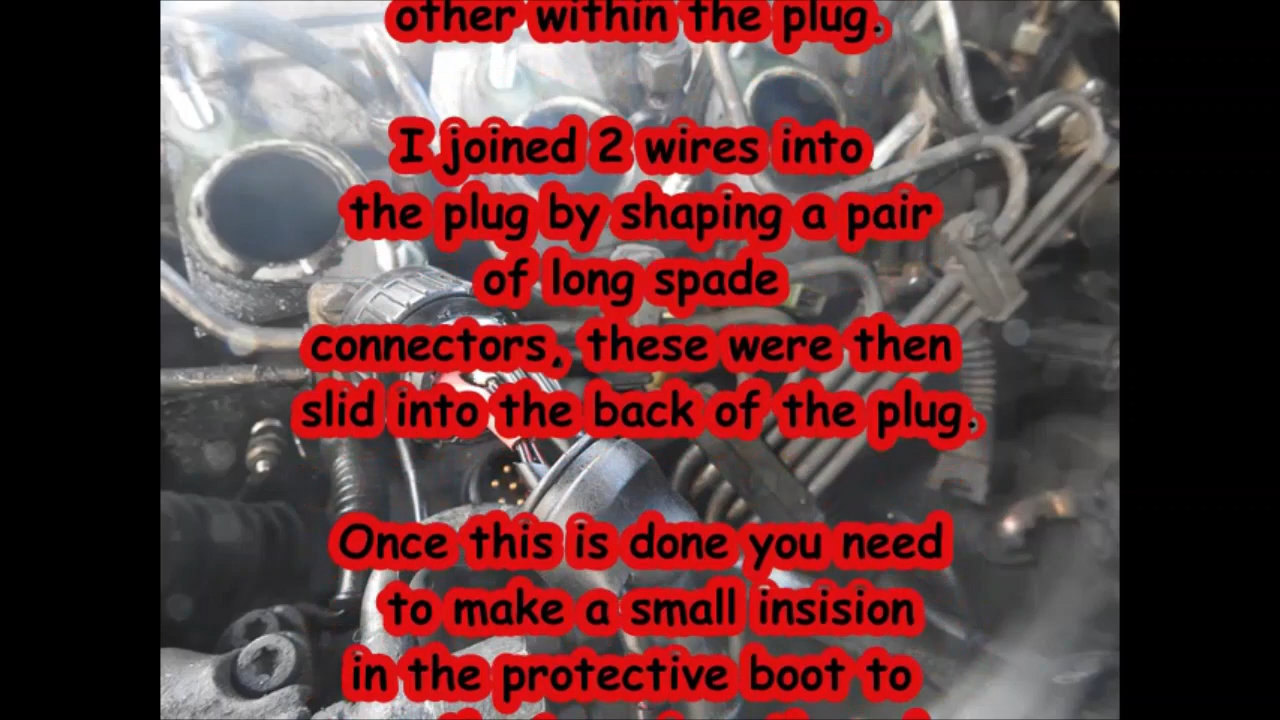 other within the plug.
I joined 2 wires into
the plug by shaping a pair
of long spade
connectors, these were then
slid into the back of the plug.
Once this is done you need
to make a small insision
in the protective boot to